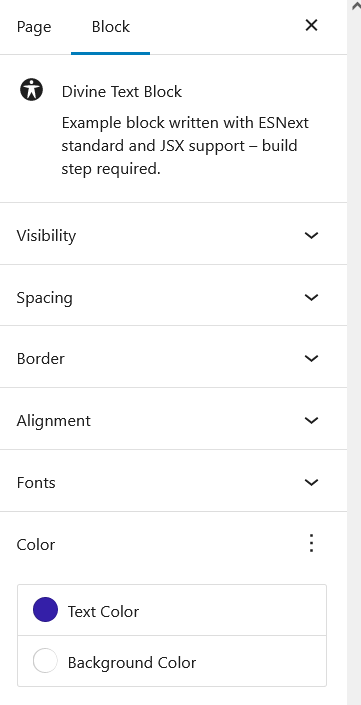 Page Block
Divine Text Block
Example block written with ESNext
standard and JSX support – build
step required.
Visibility
Spacing
Border
Alignment
Fonts
Color
Text Color
Background Color